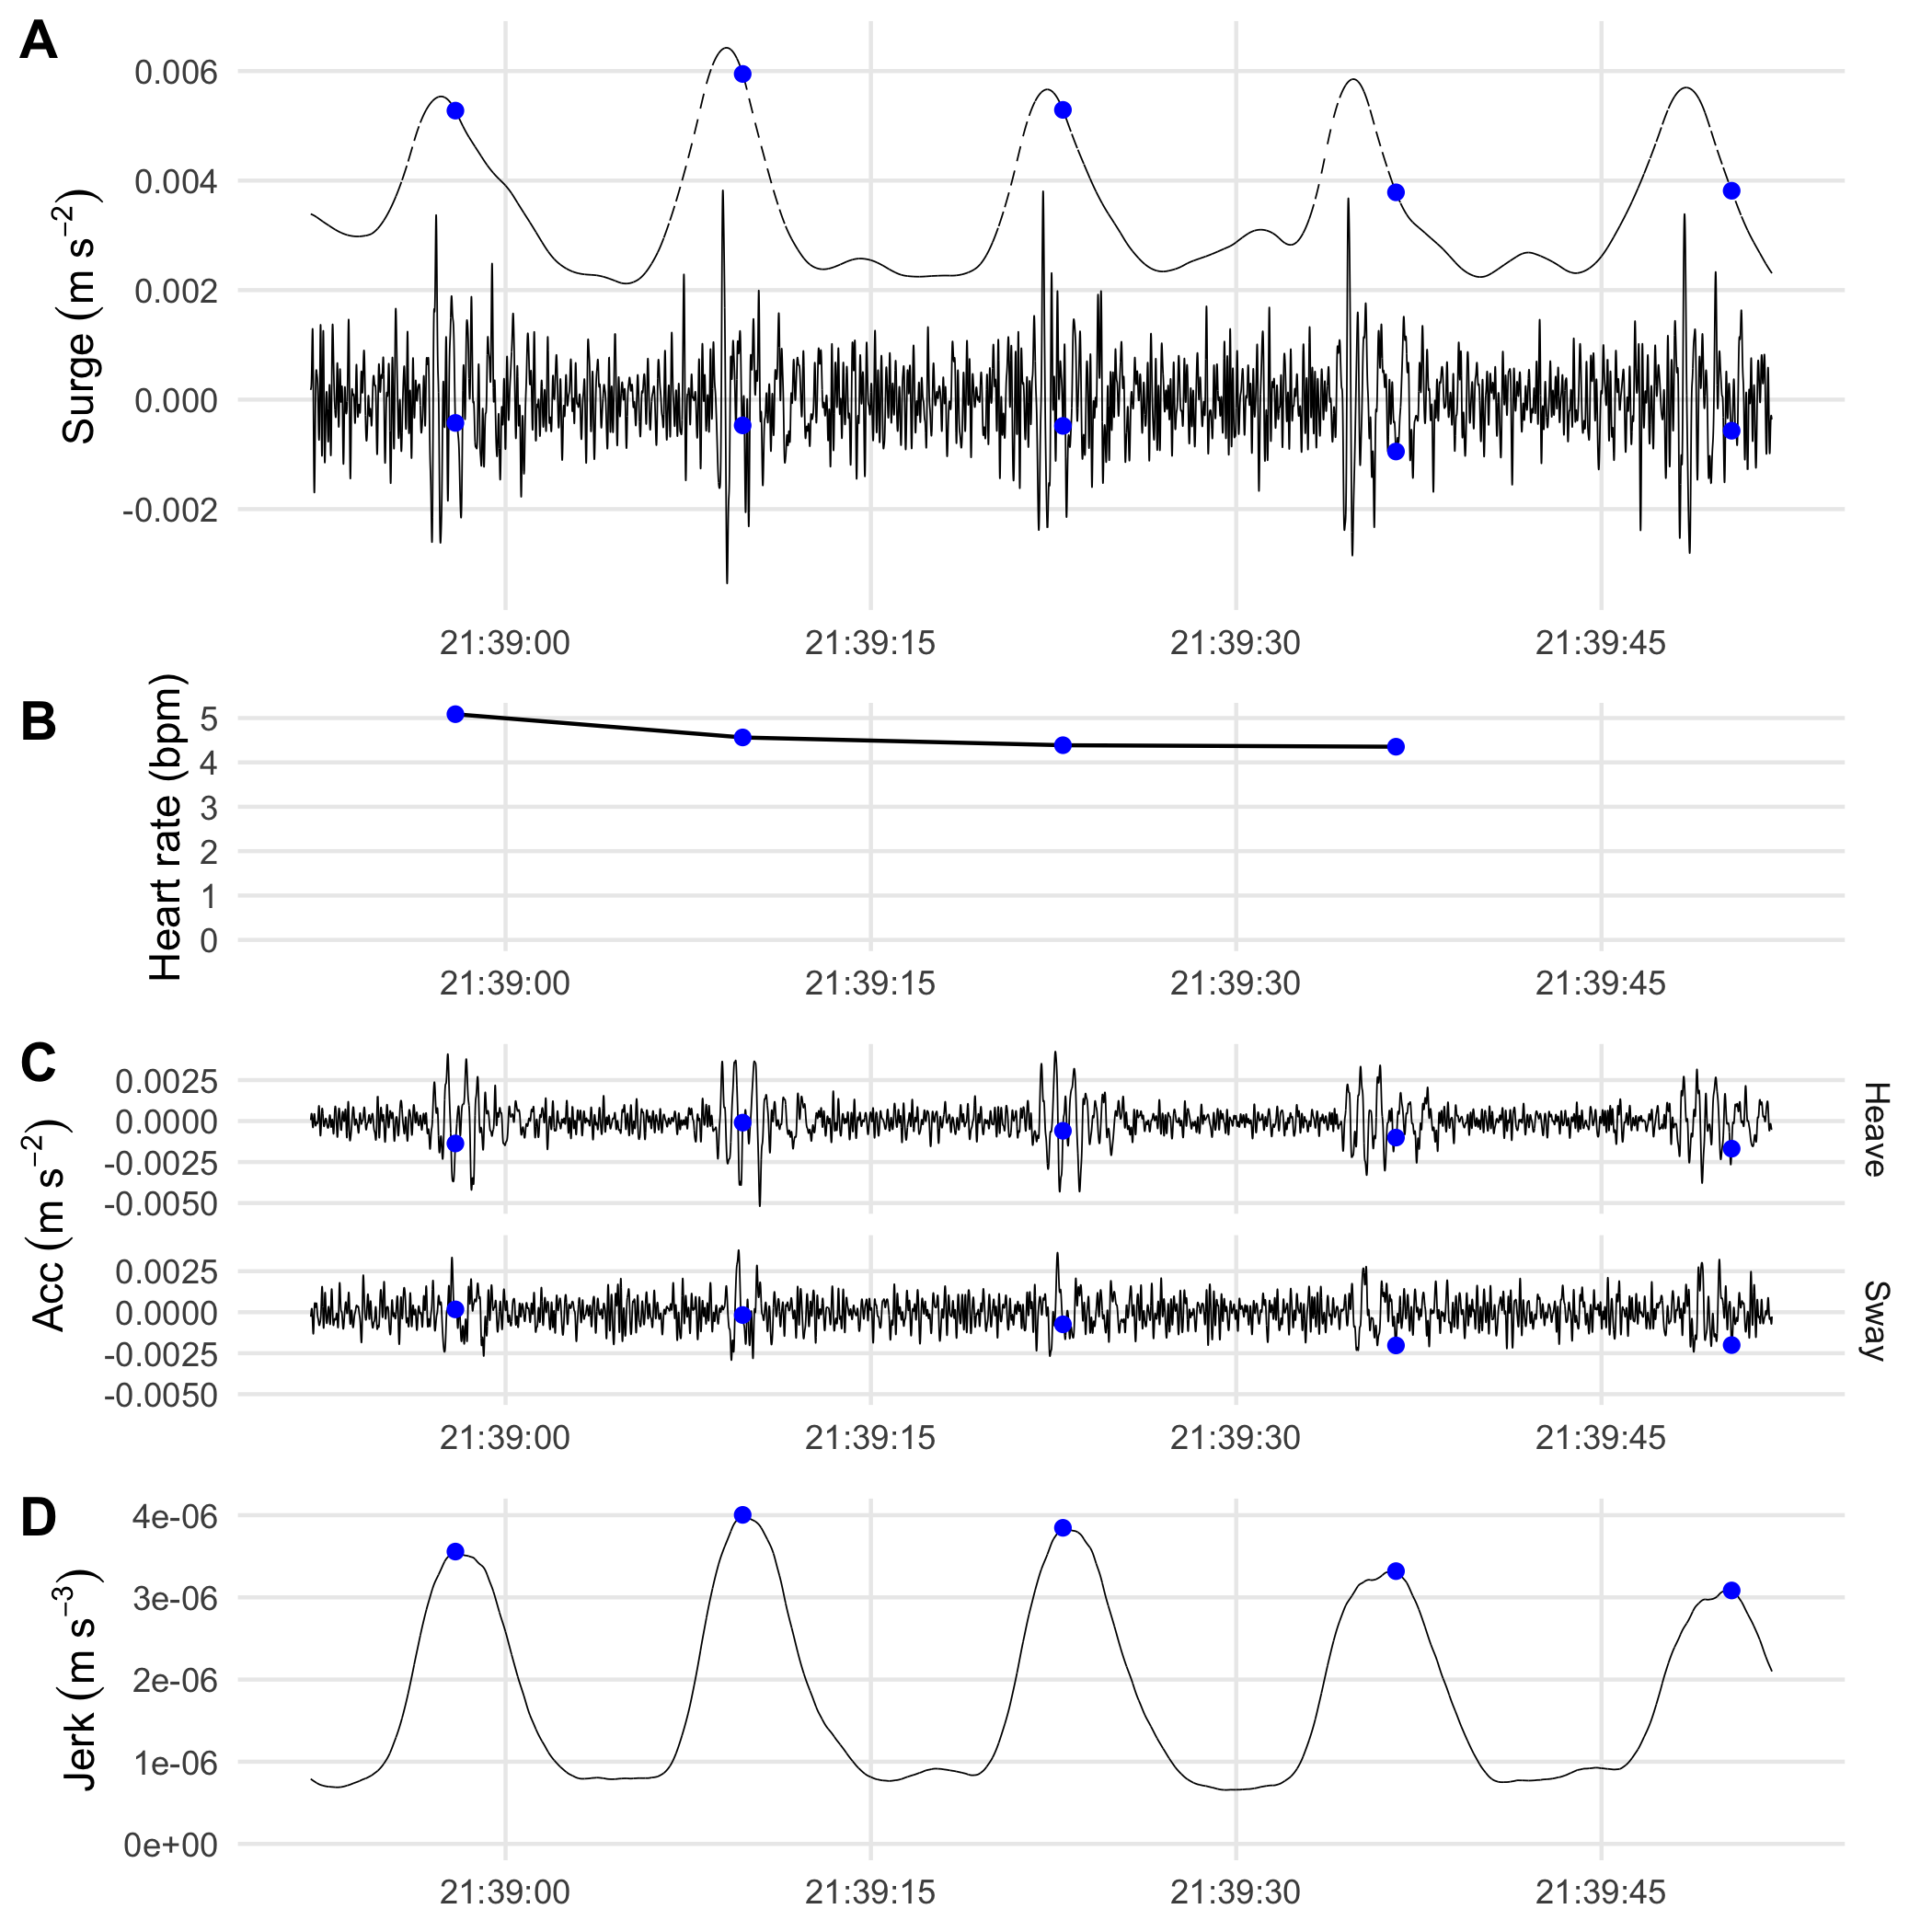 A
Surge (m s−2)
0.006
0.004
0.002
0.000
-0.002
21:39:00 21:39:15 21:39:30 21:39:45
B
Heart rate (bpm)
5
4
3
2
1
0
21:39:00 21:39:15 21:39:30 21:39:45
C
Acc (m s−2)
0.0025
0.0000
-0.0025
-0.0050
Heave
0.0025
0.0000
-0.0025
-0.0050
Sway
21:39:00 21:39:15 21:39:30 21:39:45
D
Jerk (m s−3)
4e-06
3e-06
2e-06
1e-06
0e+00
21:39:00 21:39:15 21:39:30 21:39:45